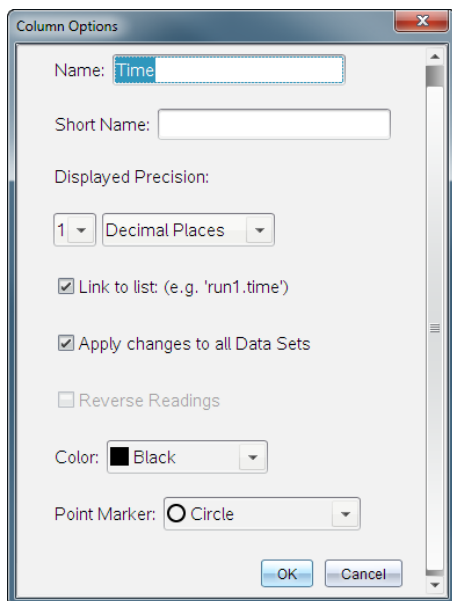 Column Options
Name: Time
Short Name:
Displayed Precision:
1 Decimal Places
Link to list: (e.g. 'run1.time')
Apply changes to all Data Sets
Reverse Readings
Color: Black
Point Marker: Circle
OK Cancel